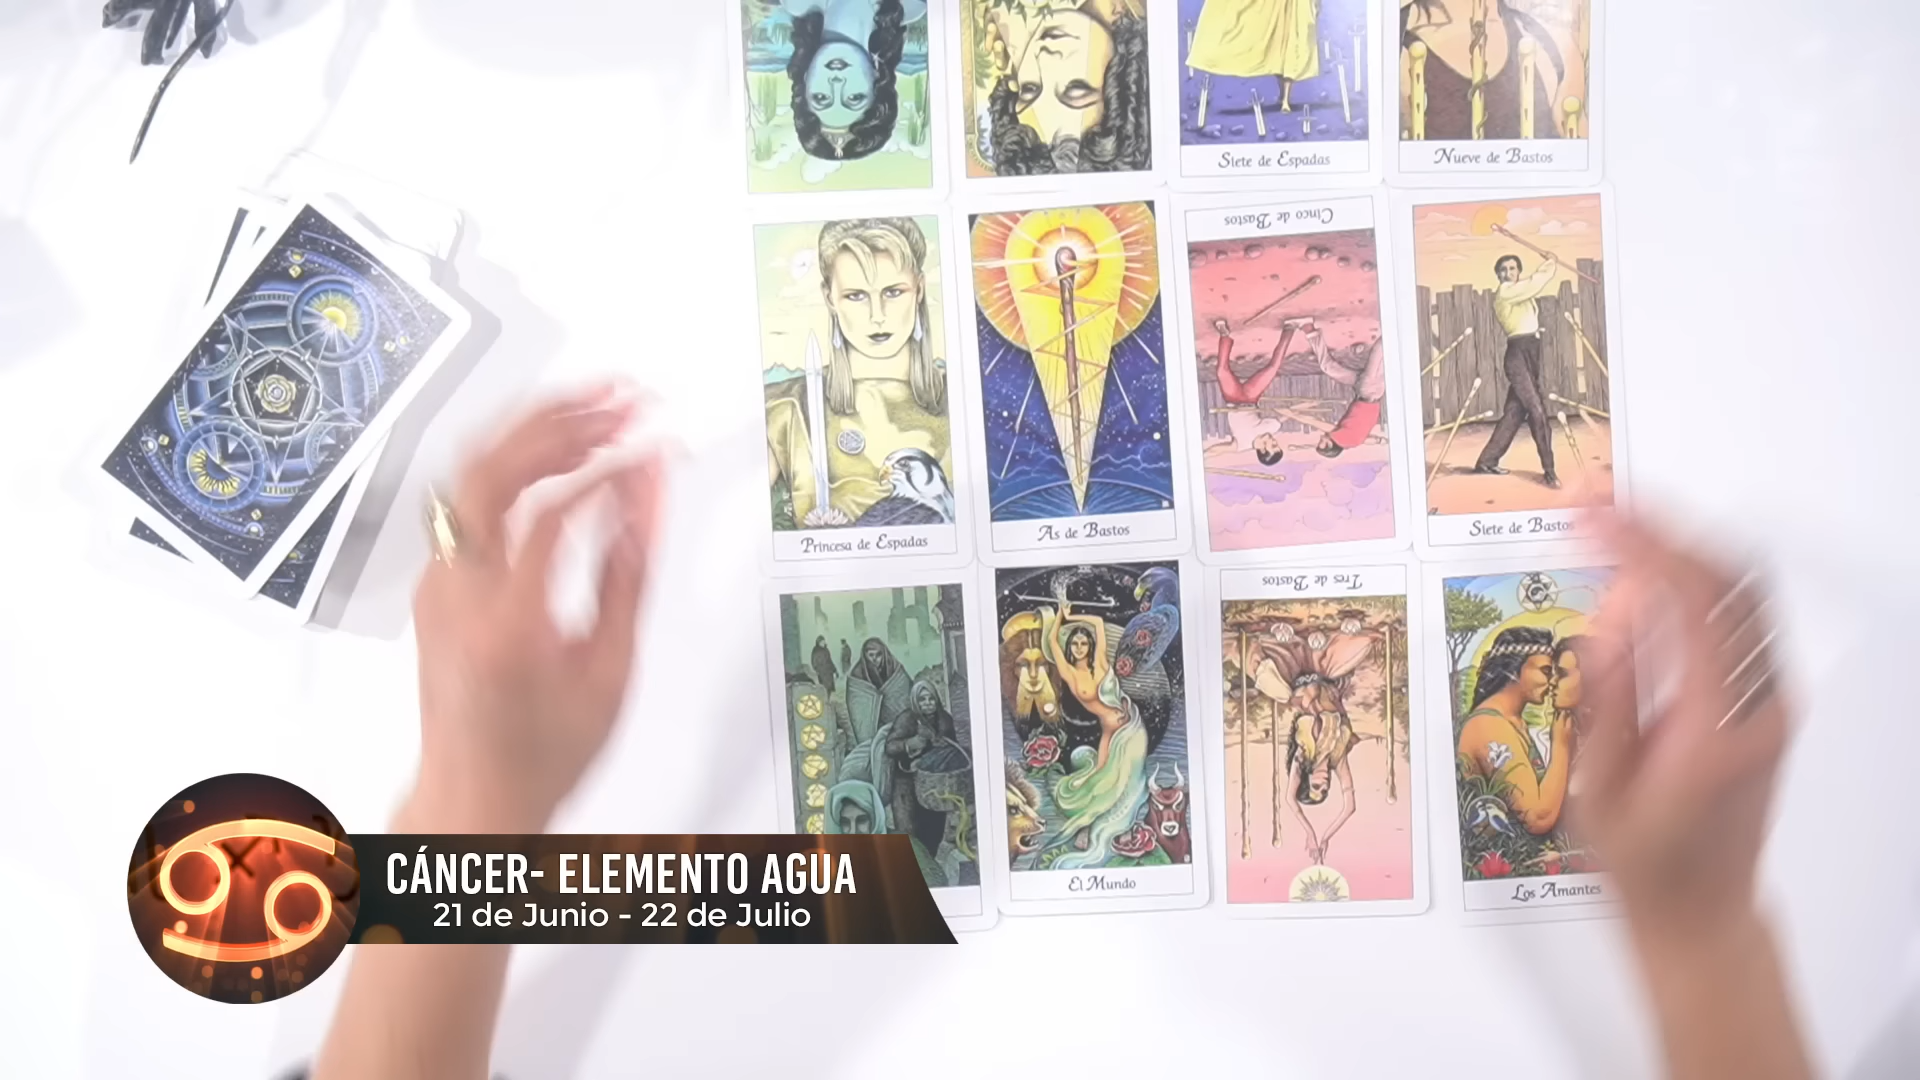 Siete de Espadas
Nueve de Bastos
Princesa de Espadas
As de Bastos
Cinco de Bastos
Siete de Bastos
El Mundo
Tres de Bastos
Los Amantes
CÁNCER- ELEMENTO AGUA
21 de Junio - 22 de Julio